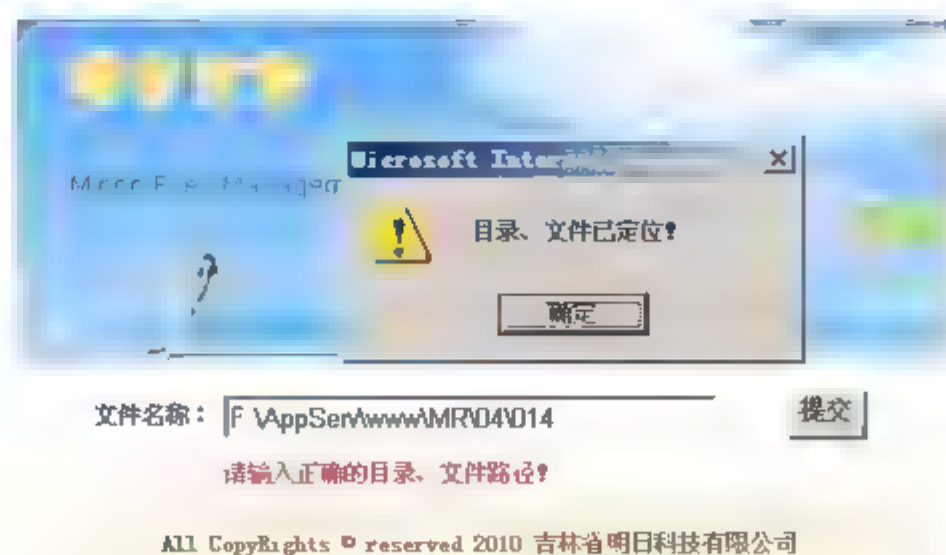 Microsoft Inter
目录、文件已定位!
确定
文件名称: F \AppServ\www\MR\04\014
提交
请输入正确的目录、文件路径!
All CopyRights © reserved 2010 吉林省明日科技有限公司